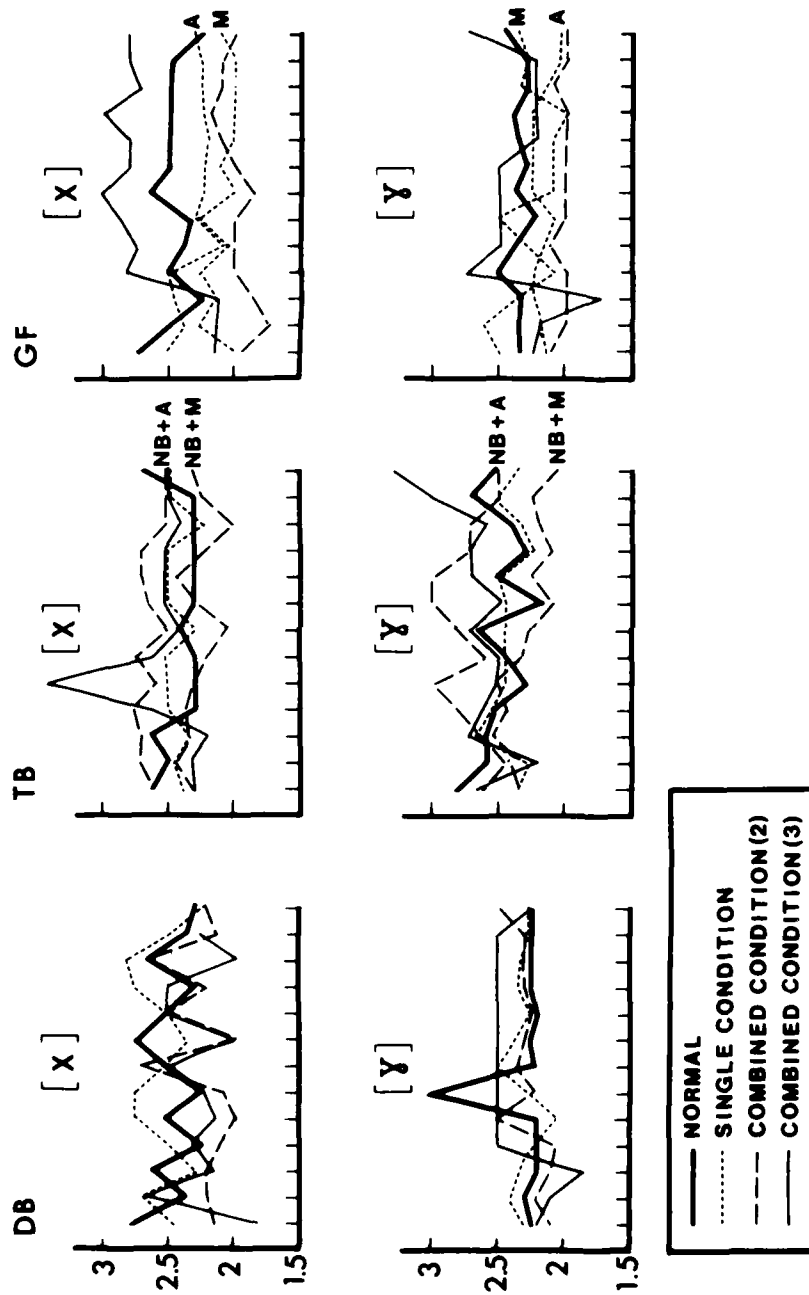 DB TB GF
[χ] [χ] [χ]
3
2.5
2
1.5
NB+A
NB+M
A
M
[ɣ] [ɣ] [ɣ]
3
2.5
2
1.5
NB+A
NB+M
M
A
NORMAL
SINGLE CONDITION
COMBINED CONDITION(2)
COMBINED CONDITION(3)